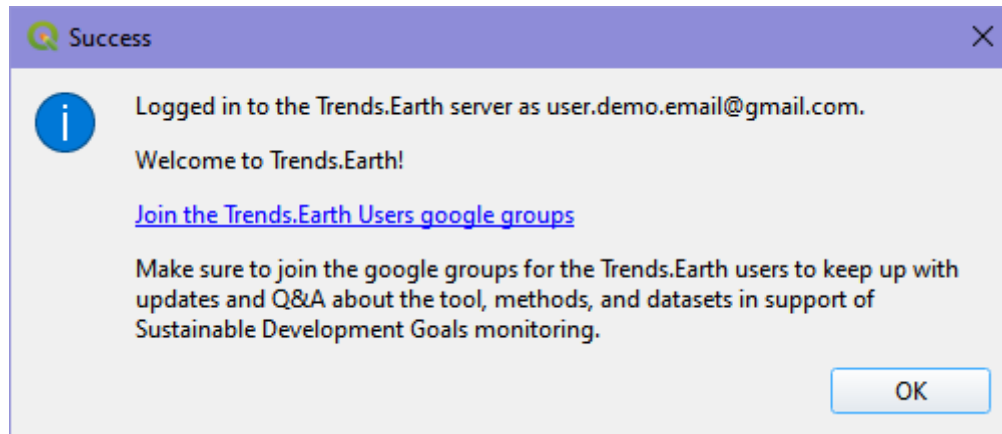 Success
Logged in to the Trends.Earth server as user.demo.email@gmail.com.
Welcome to Trends.Earth!
Join the Trends.Earth Users google groups
Make sure to join the google groups for the Trends.Earth users to keep up with
updates and Q&A about the tool, methods, and datasets in support of
Sustainable Development Goals monitoring.
OK